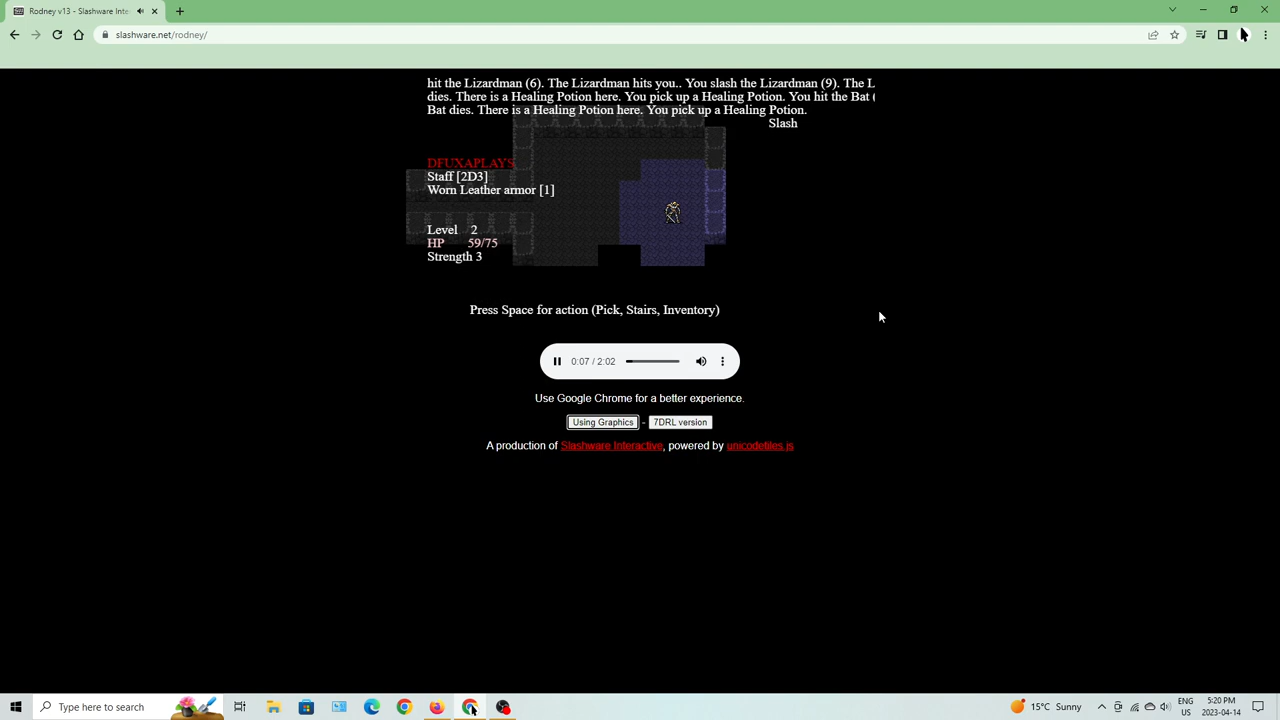 Rodney v13 - Slashware Inte
slashware.net/rodney/
hit the Lizardman (6). The Lizardman hits you.. You slash the Lizardman (9). The L
dies. There is a Healing Potion here. You pick up a Healing Potion. You hit the Bat (
Bat dies. There is a Healing Potion here. You pick up a Healing Potion.
Slash
DFUXAPLAYS
Staff [2D3]
Worn Leather armor [1]
Level 2
HP 59/75
Strength 3
Press Space for action (Pick, Stairs, Inventory)
0:07 / 2:02
Use Google Chrome for a better experience.
Using Graphics - 7DRL version
A production of Slashware Interactive, powered by unicodetiles.js
Type here to search
15°C Sunny
ENG
US
5:20 PM
2023-04-14